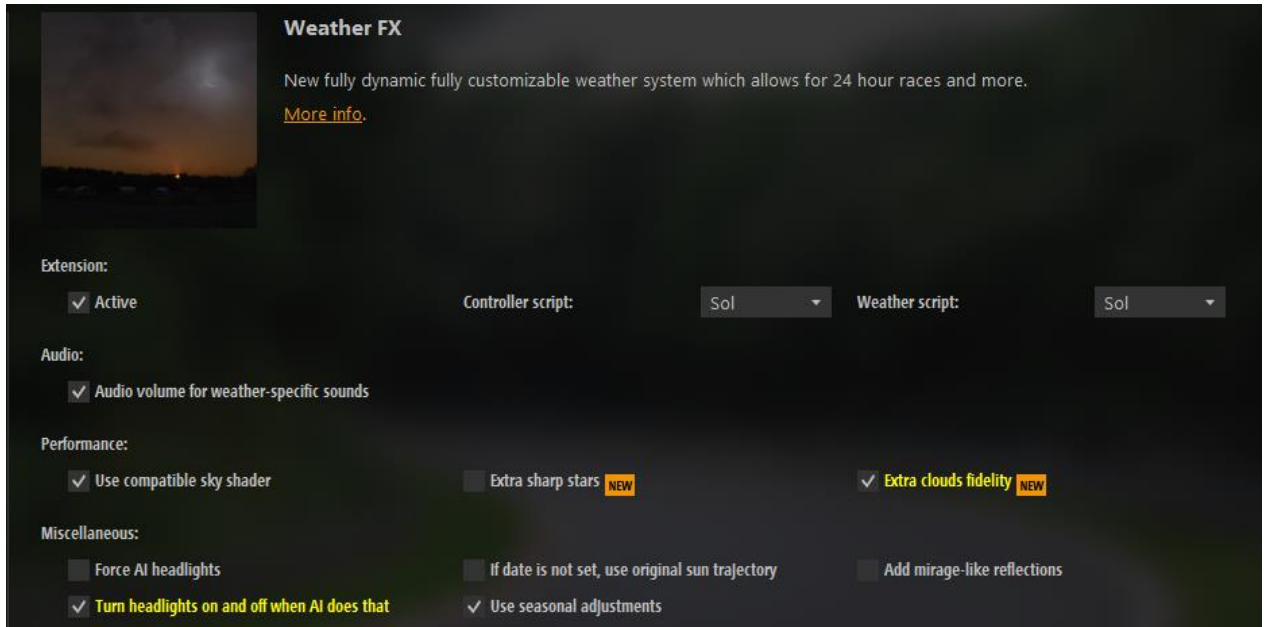 Weather FX
New fully dynamic fully customizable weather system which allows for 24 hour races and more.
More info.
Extension:
Active Controller script: Sol Weather script: Sol
Audio:
Audio volume for weather-specific sounds
Performance:
Use compatible sky shader Extra sharp stars NEW Extra clouds fidelity NEW
Miscellaneous:
Force AI headlights If date is not set, use original sun trajectory Add mirage-like reflections
Turn headlights on and off when AI does that Use seasonal adjustments